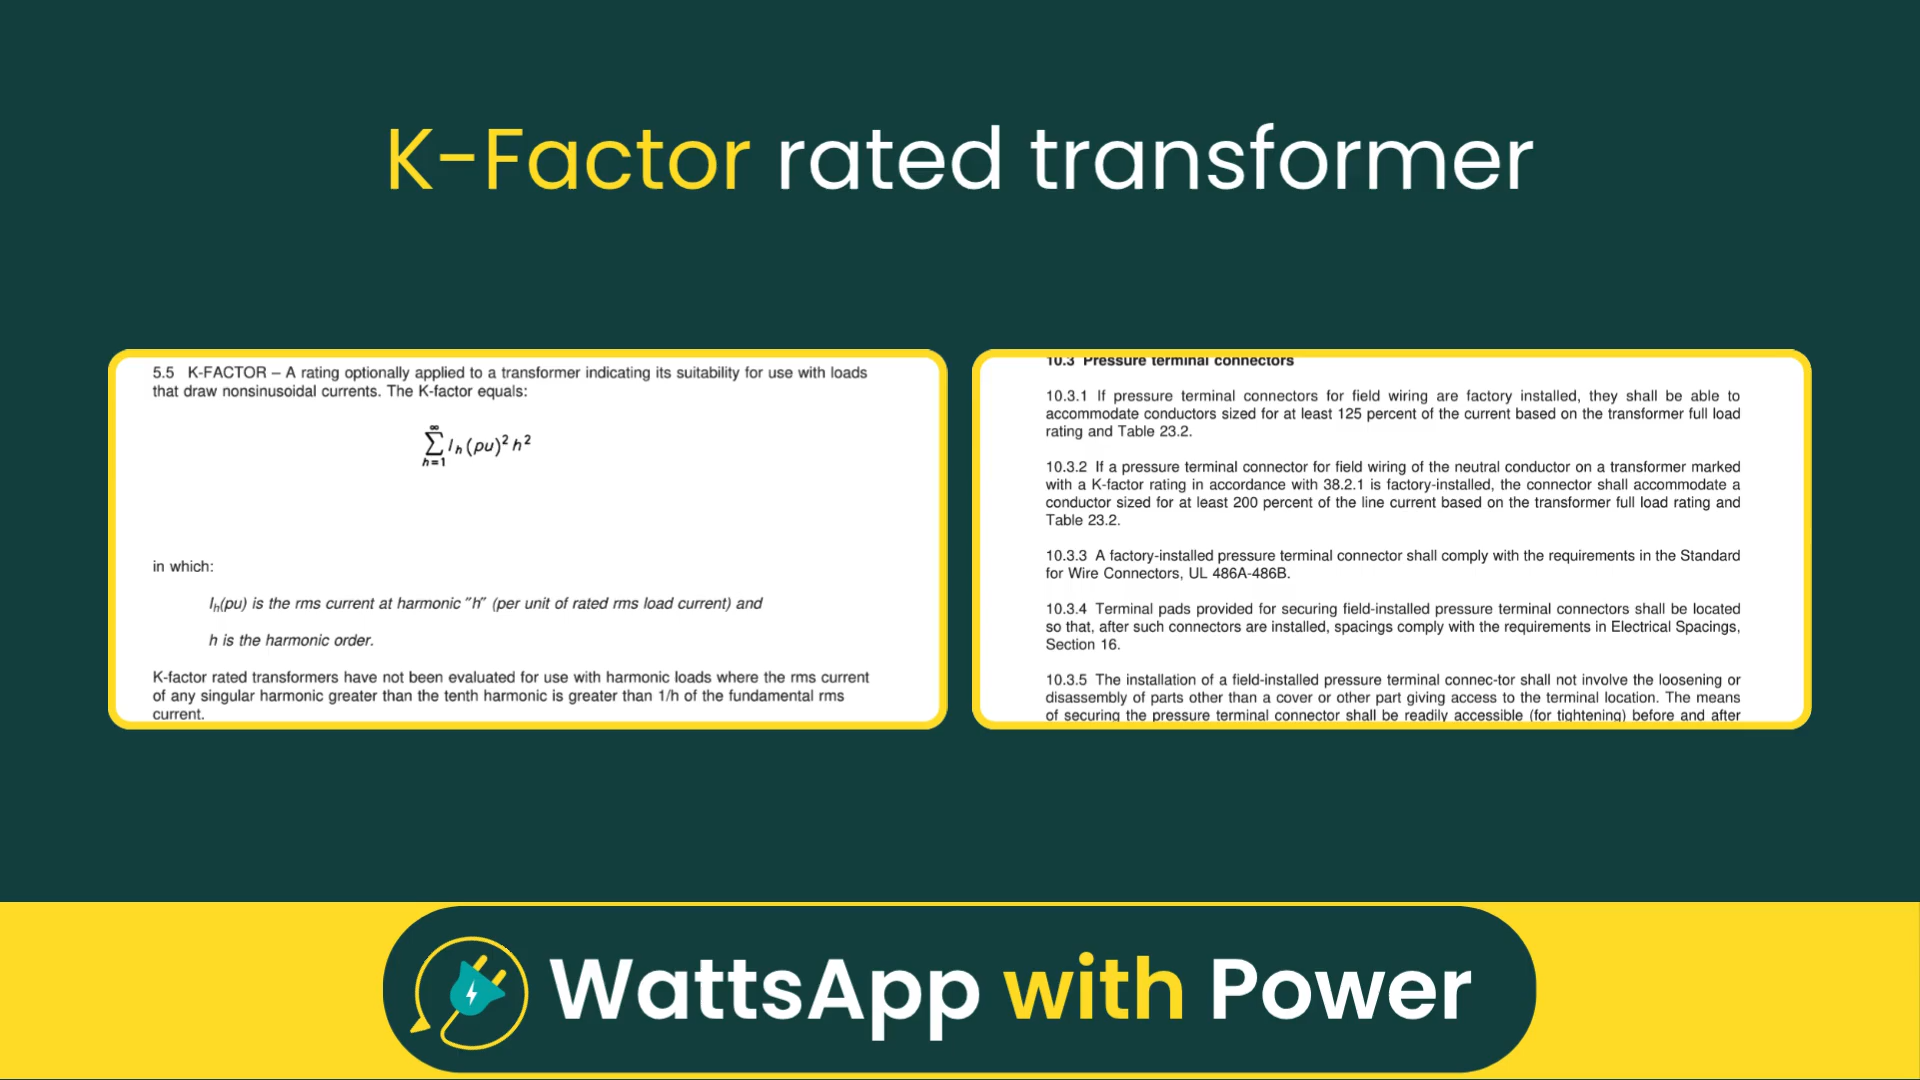 K-Factor rated transformer
5.5 K-FACTOR – A rating optionally applied to a transformer indicating its suitability for use with loads
that draw nonsinusoidal currents. The K-factor equals:
∞
∑ I h (pu)² h²
h=1
in which:
Ih(pu) is the rms current at harmonic "h" (per unit of rated rms load current) and
h is the harmonic order.
K-factor rated transformers have not been evaluated for use with harmonic loads where the rms current
of any singular harmonic greater than the tenth harmonic is greater than 1/h of the fundamental rms
current.
10.3 Pressure terminal connectors
10.3.1 If pressure terminal connectors for field wiring are factory installed, they shall be able to
accommodate conductors sized for at least 125 percent of the current based on the transformer full load
rating and Table 23.2.
10.3.2 If a pressure terminal connector for field wiring of the neutral conductor on a transformer marked
with a K-factor rating in accordance with 38.2.1 is factory-installed, the connector shall accommodate a
conductor sized for at least 200 percent of the line current based on the transformer full load rating and
Table 23.2.
10.3.3 A factory-installed pressure terminal connector shall comply with the requirements in the Standard
for Wire Connectors, UL 486A-486B.
10.3.4 Terminal pads provided for securing field-installed pressure terminal connectors shall be located
so that, after such connectors are installed, spacings comply with the requirements in Electrical Spacings,
Section 16.
10.3.5 The installation of a field-installed pressure terminal connec-tor shall not involve the loosening or
disassembly of parts other than a cover or other part giving access to the terminal location. The means
of securing the pressure terminal connector shall be readily accessible (for tightening) before and after
WattsApp with Power